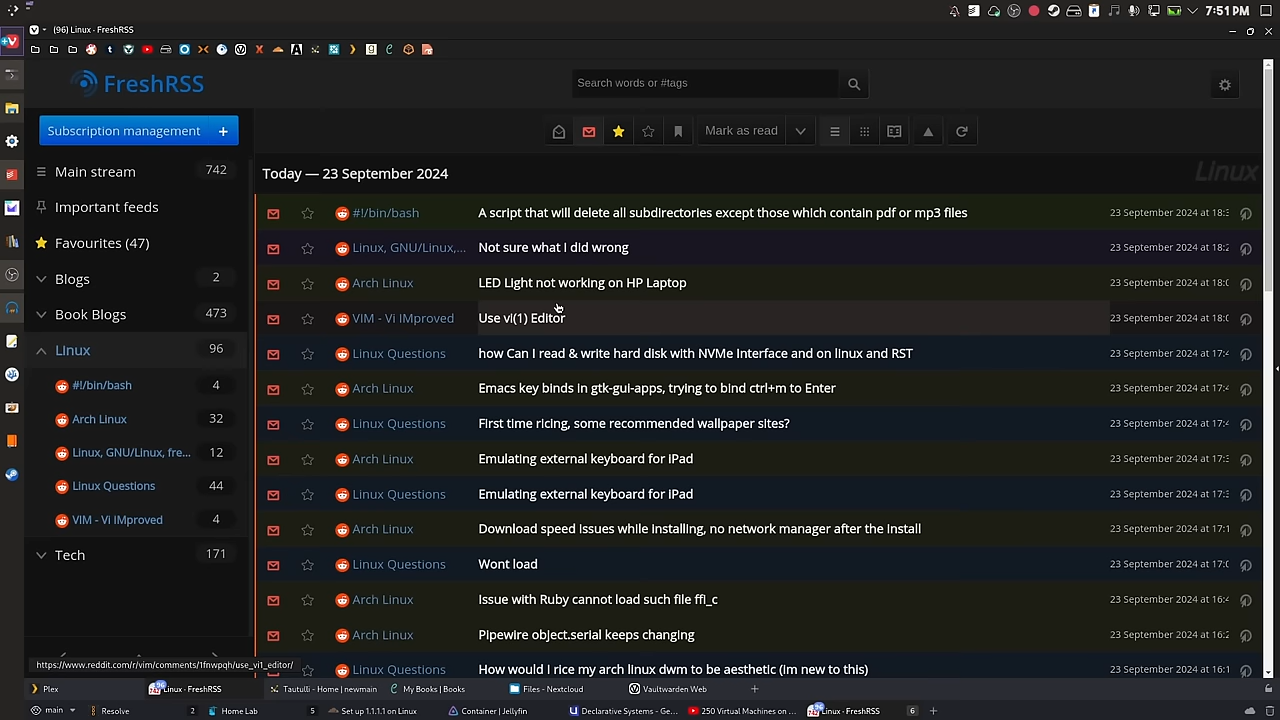 7:51 PM
(96) Linux · FreshRSS
FreshRSS
Search words or #tags
Subscription management +
Mark as read
Main stream 742
Important feeds
Favourites (47)
Blogs 2
Book Blogs 473
Linux 96
#!/bin/bash 4
Arch Linux 32
Linux, GNU/Linux, fre... 12
Linux Questions 44
VIM - Vi IMproved 4
Tech 171
Today — 23 September 2024 Linux
#!/bin/bash A script that will delete all subdirectories except those which contain pdf or mp3 files 23 September 2024 at 18:3
Linux, GNU/Linux,... Not sure what I did wrong 23 September 2024 at 18:2
Arch Linux LED Light not working on HP Laptop 23 September 2024 at 18:0
VIM - Vi IMproved Use vi(1) Editor 23 September 2024 at 18:0
Linux Questions how Can I read & write hard disk with NVMe Interface and on linux and RST 23 September 2024 at 17:4
Arch Linux Emacs key binds in gtk-gui-apps, trying to bind ctrl+m to Enter 23 September 2024 at 17:4
Linux Questions First time ricing, some recommended wallpaper sites? 23 September 2024 at 17:4
Arch Linux Emulating external keyboard for iPad 23 September 2024 at 17:3
Linux Questions Emulating external keyboard for iPad 23 September 2024 at 17:3
Arch Linux Download speed issues while installing, no network manager after the install 23 September 2024 at 17:1
Linux Questions Wont load 23 September 2024 at 17:0
Arch Linux Issue with Ruby cannot load such file ffi_c 23 September 2024 at 16:4
Arch Linux Pipewire object.serial keeps changing 23 September 2024 at 16:2
Linux Questions How would I rice my arch linux dwm to be aesthetic (im new to this) 23 September 2024 at 16:1
https://www.reddit.com/r/vim/comments/1fnwpqh/use_vi1_editor/
Plex 96 Linux · FreshRSS Tautulli - Home | newmain My Books | Books Files - Nextcloud Vaultwarden Web +
main Resolve 2 Home Lab 5 Set up 1.1.1.1 on Linux Container | Jellyfin Declarative Systems - Ge... 250 Virtual Machines on ... 96 Linux · FreshRSS 6 +